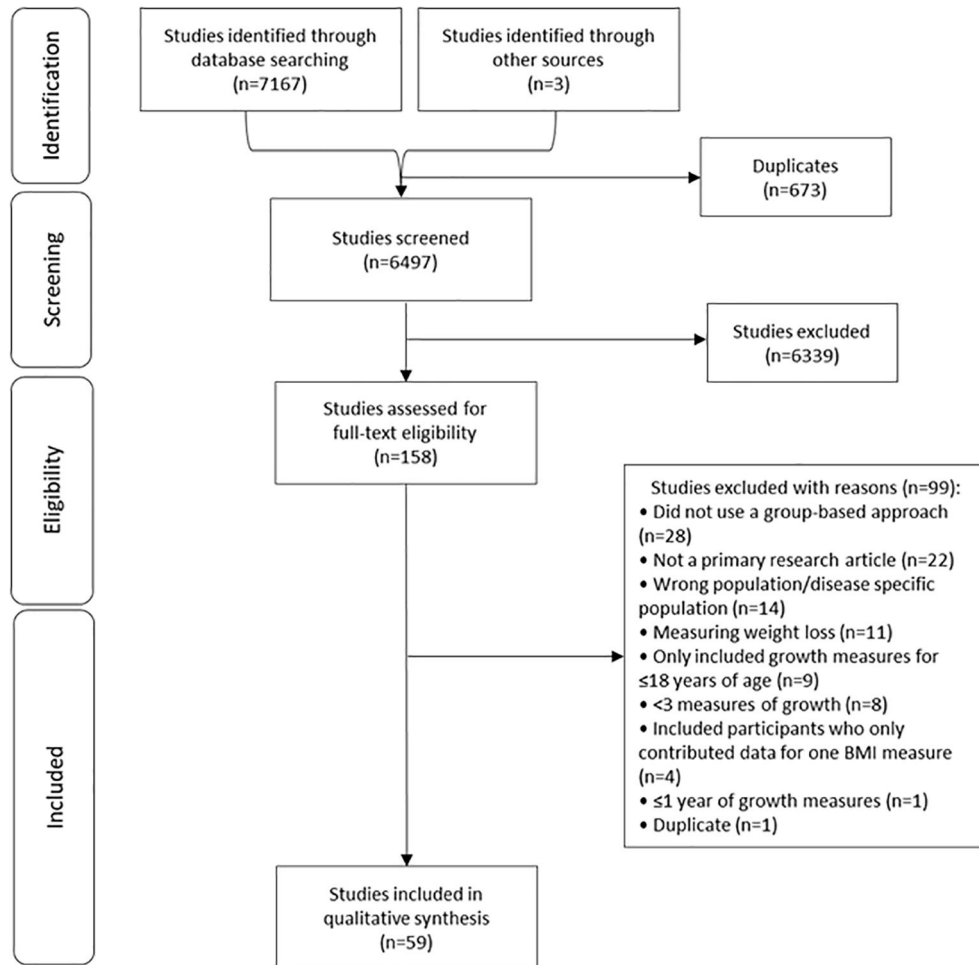 Identification
Studies identified through
database searching
(n=7167)
Studies identified through
other sources
(n=3)
Duplicates
(n=673)
Screening
Studies screened
(n=6497)
Studies excluded
(n=6339)
Eligibility
Studies assessed for
full-text eligibility
(n=158)
Studies excluded with reasons (n=99):
• Did not use a group-based approach
(n=28)
• Not a primary research article (n=22)
• Wrong population/disease specific
population (n=14)
• Measuring weight loss (n=11)
• Only included growth measures for
≤18 years of age (n=9)
• <3 measures of growth (n=8)
• Included participants who only
contributed data for one BMI measure
(n=4)
• ≤1 year of growth measures (n=1)
• Duplicate (n=1)
Included
Studies included in
qualitative synthesis
(n=59)